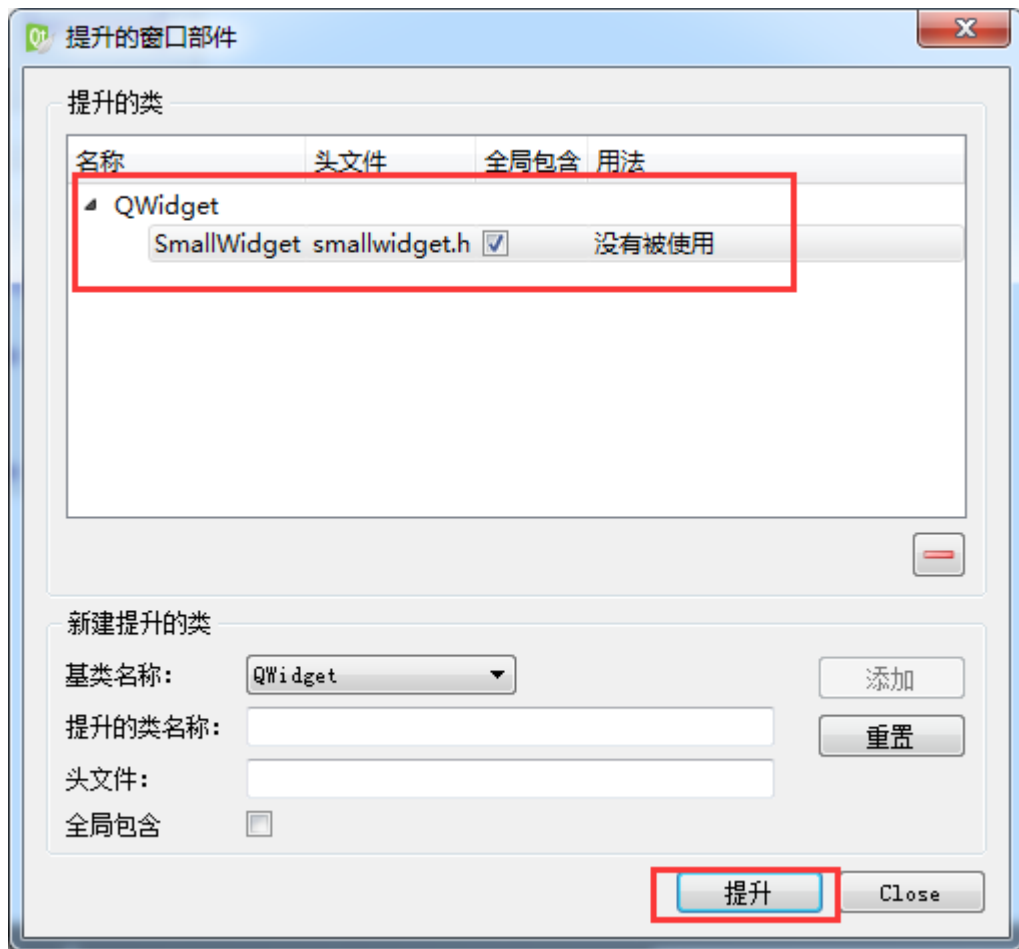 提升的窗口部件
提升的类
名称 头文件 全局包含 用法
QWidget
SmallWidget smallwidget.h 没有被使用
新建提升的类
基类名称： QWidget 添加
提升的类名称： 重置
头文件：
全局包含
提升 Close